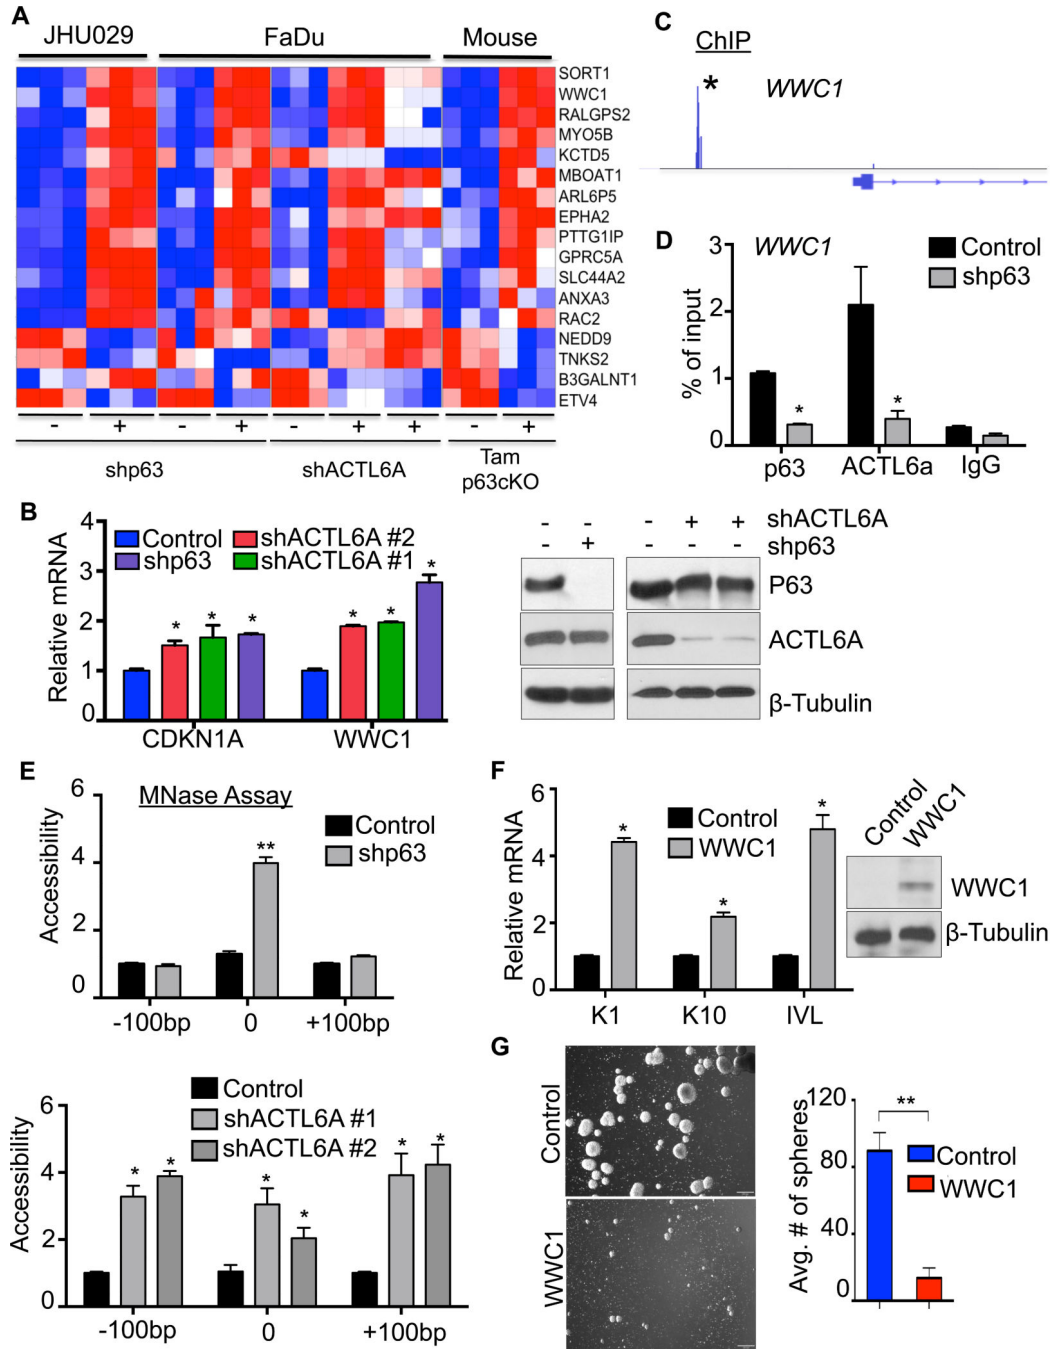 A
JHU029 FaDu Mouse
SORT1
WWC1
RALGPS2
MYO5B
KCTD5
MBOAT1
ARL6P5
EPHA2
PTTG1IP
GPRC5A
SLC44A2
ANXA3
RAC2
NEDD9
TNKS2
B3GALNT1
ETV4
- + - + - + + - +
shp63 shACTL6A Tam
p63cKO
C
ChIP
* WWC1
D
WWC1
Control
shp63
% of input
3
2
1
0
* *
p63 ACTL6a IgG
B
Relative mRNA
4
3
2
1
0
Control shACTL6A #2
shp63 shACTL6A #1
* * * * * *
CDKN1A WWC1
- - - + + shACTL6A
- + - - - shp63
P63
ACTL6A
β-Tubulin
E
MNase Assay
Accessibility
6
4
2
0
Control
shp63
**
-100bp 0 +100bp
Accessibility
6
4
2
0
Control
shACTL6A #1
shACTL6A #2
* * * * * *
-100bp 0 +100bp
F
Relative mRNA
6
4
2
0
Control
WWC1
* * *
K1 K10 IVL
Control
WWC1
WWC1
β-Tubulin
G
Control
WWC1
Avg. # of spheres
120
80
40
0
**
Control
WWC1